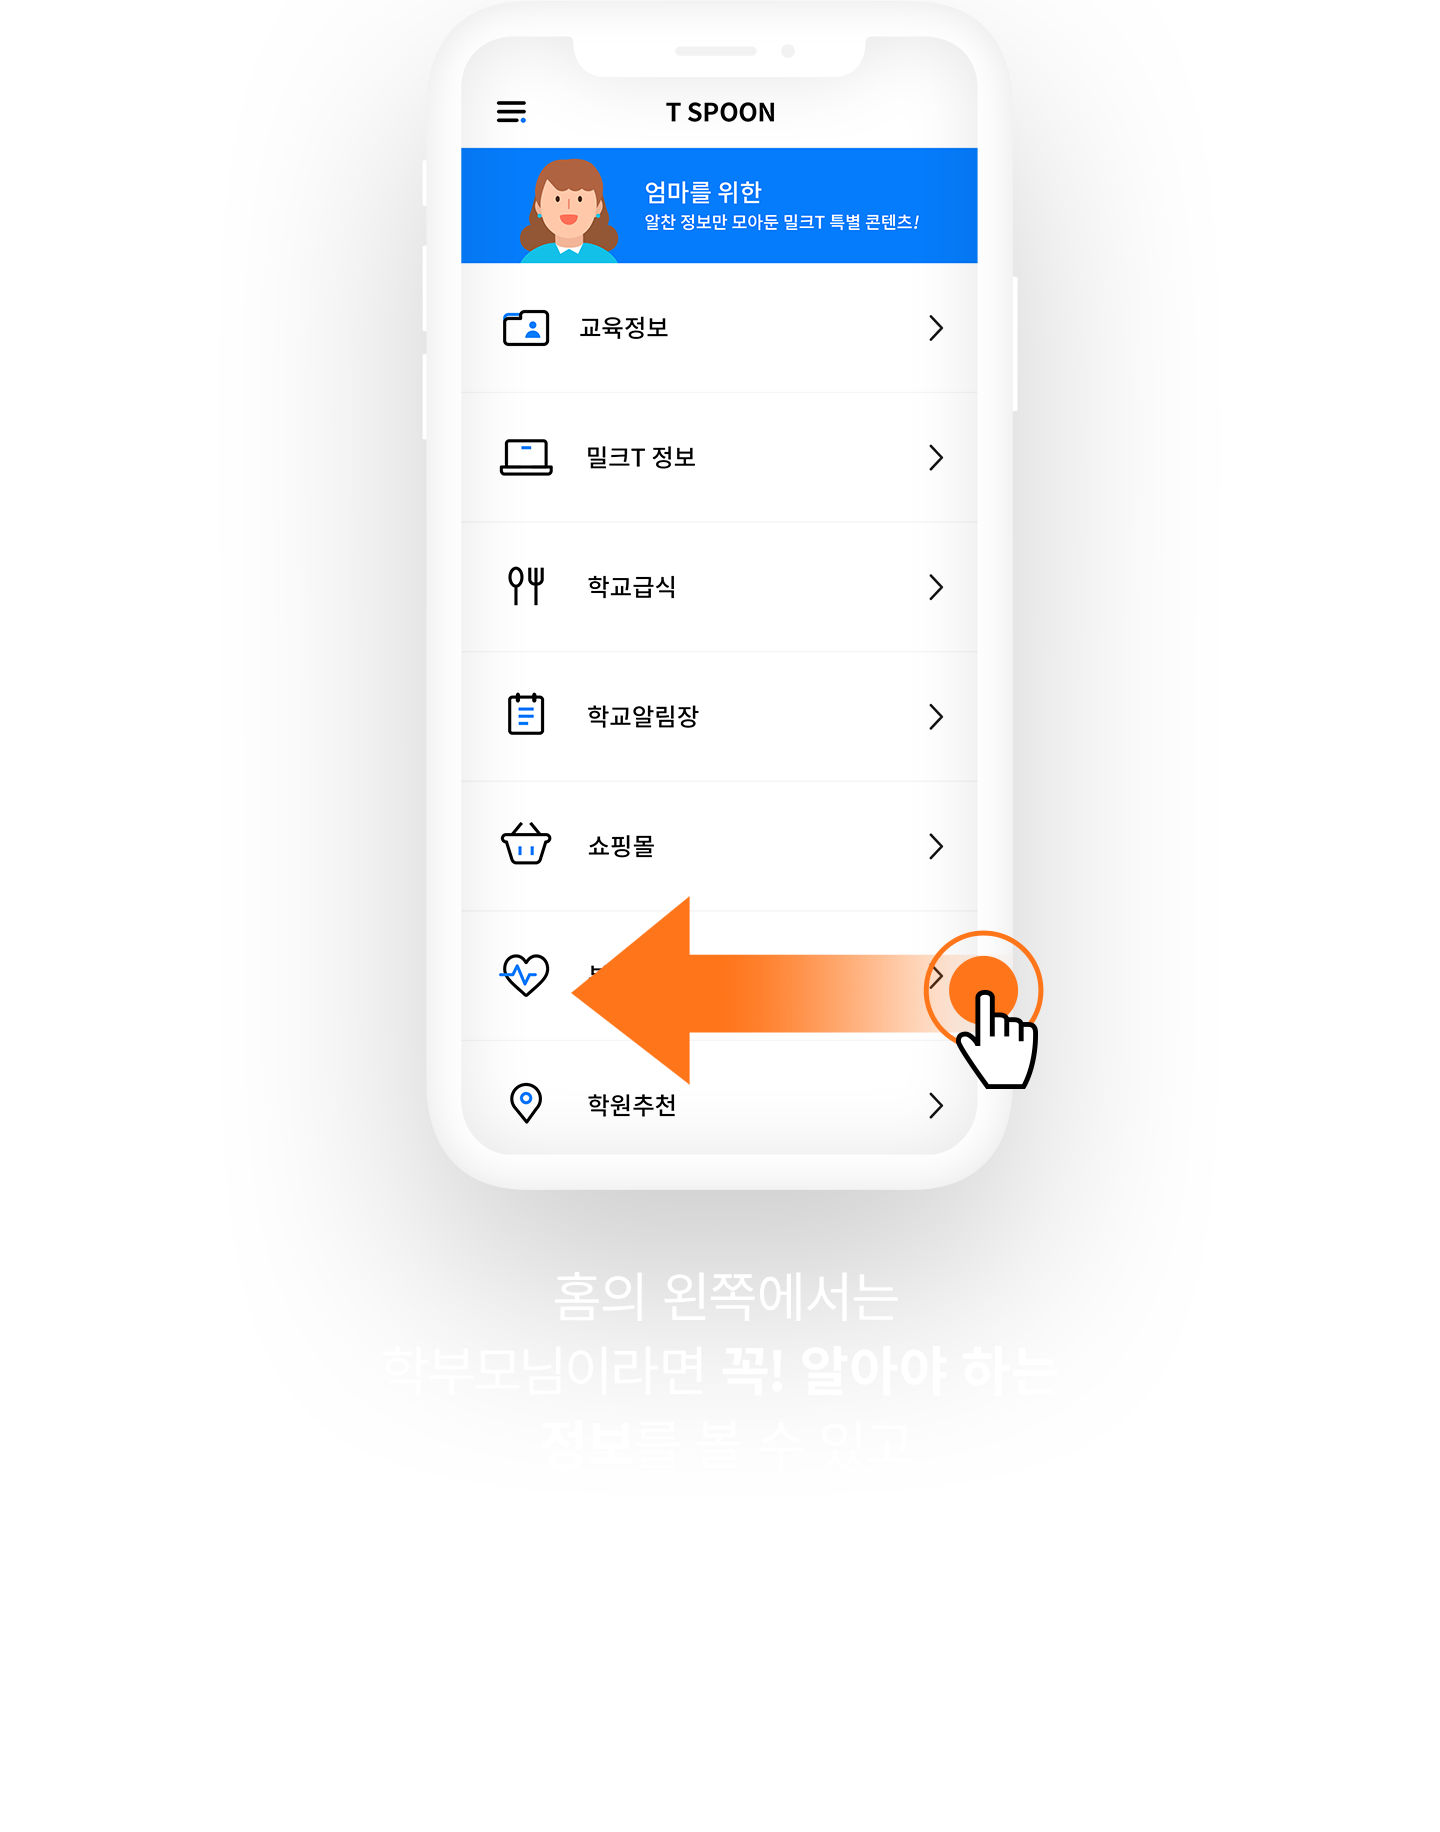 T SPOON
엄마를 위한
알찬 정보만 모아둔 밀크T 특별 콘텐츠!
교육정보
밀크T 정보
학교급식
학교알림장
쇼핑몰
학원추천
홈의 왼쪽에서는
학부모님이라면 꼭! 알아야 하는
정보를 볼 수 있고